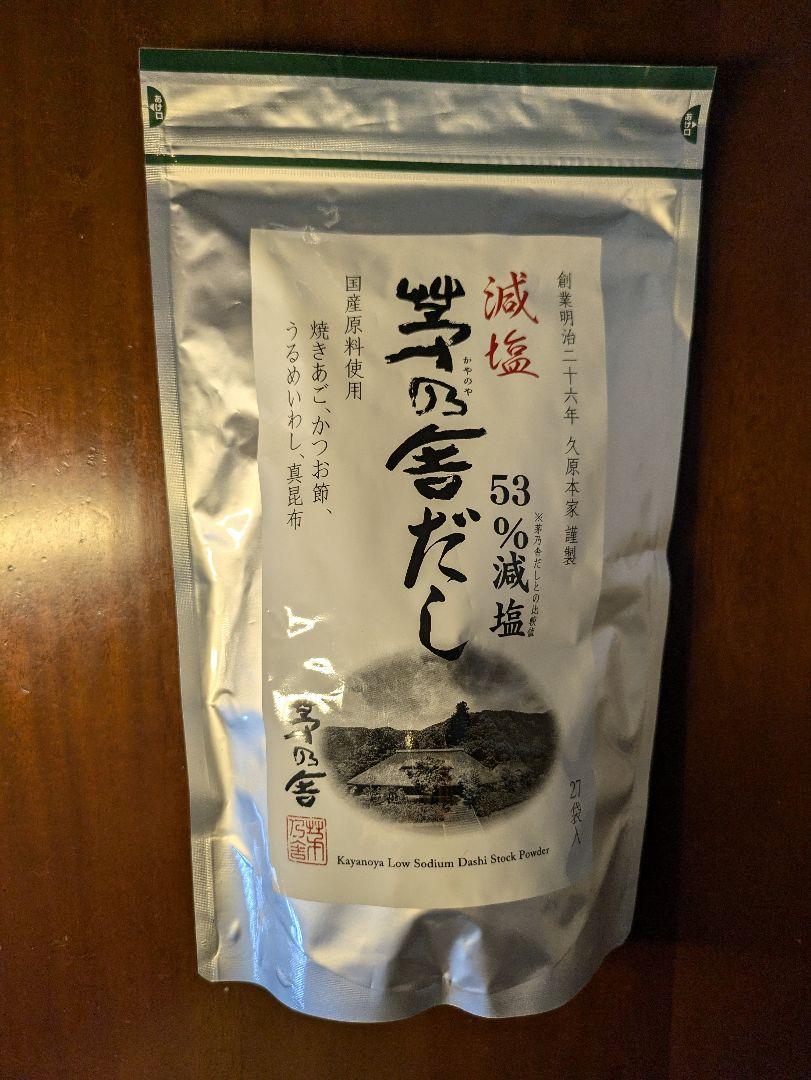 あけ口
あけ口
創業明治二十六年 久原本家 謹製
減塩
53%減塩
※茅乃舎だしとの比較値
茅乃舎だし
かやのや
国産原料使用
焼きあご、かつお節、
うるめいわし、真昆布
茅乃舎
茅乃舎
27袋入
Kayanoya Low Sodium Dashi Stock Powder